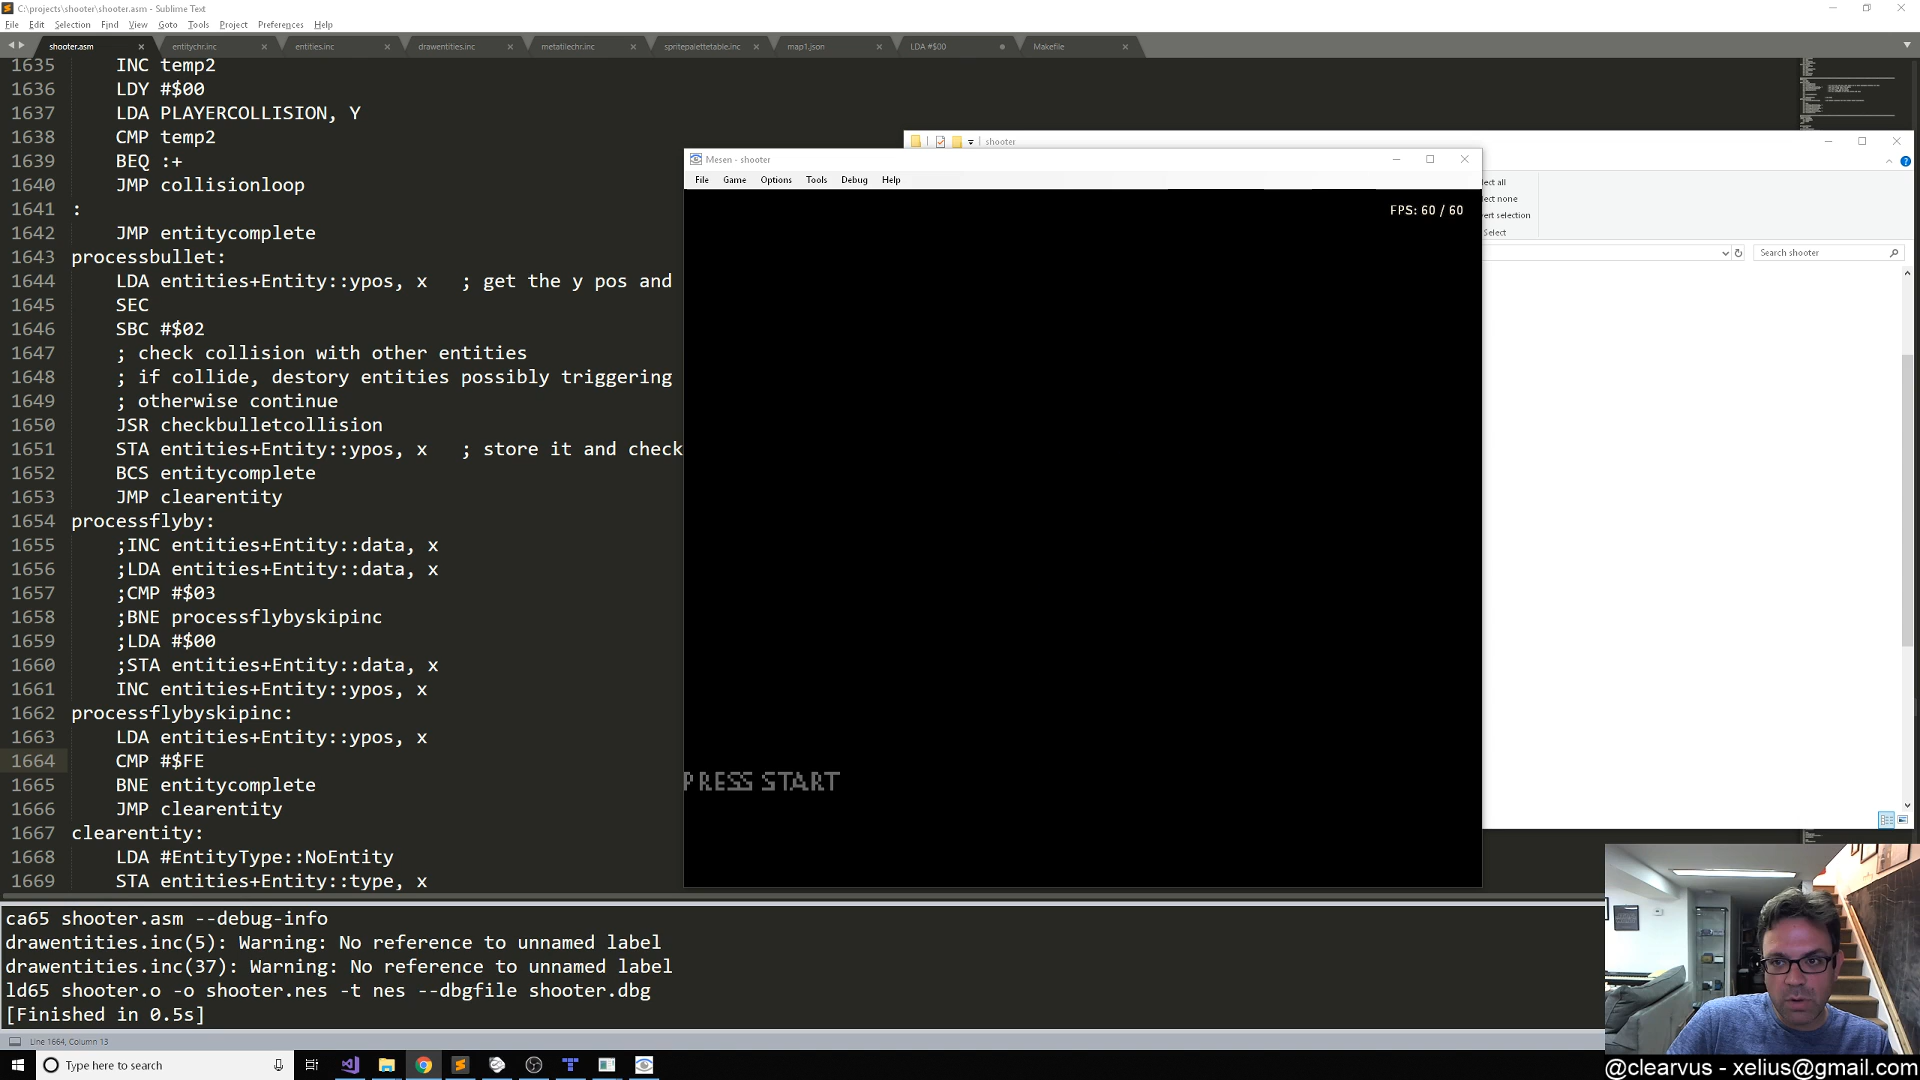 C:\projects\shooter\shooter.asm - Sublime Text
File Edit Selection Find View Goto Tools Project Preferences Help
shooter.asm entitychr.inc entities.inc drawentities.inc metatilechr.inc spritepalettetable.inc map1.json LDA #$00 Makefile
1635 INC temp2
1636 LDY #$00
1637 LDA PLAYERCOLLISION, Y
1638 CMP temp2
1639 BEQ :+
1640 JMP collisionloop
1641 :
1642 JMP entitycomplete
1643 processbullet:
1644 LDA entities+Entity::ypos, x ; get the y pos and
1645 SEC
1646 SBC #$02
1647 ; check collision with other entities
1648 ; if collide, destory entities possibly triggering
1649 ; otherwise continue
1650 JSR checkbulletcollision
1651 STA entities+Entity::ypos, x ; store it and check
1652 BCS entitycomplete
1653 JMP clearentity
1654 processflyby:
1655 ;INC entities+Entity::data, x
1656 ;LDA entities+Entity::data, x
1657 ;CMP #$03
1658 ;BNE processflybyskipinc
1659 ;LDA #$00
1660 ;STA entities+Entity::data, x
1661 INC entities+Entity::ypos, x
1662 processflybyskipinc:
1663 LDA entities+Entity::ypos, x
1664 CMP #$FE
1665 BNE entitycomplete
1666 JMP clearentity
1667 clearentity:
1668 LDA #EntityType::NoEntity
1669 STA entities+Entity::type, x
shooter
Mesen - shooter
File Game Options Tools Debug Help
FPS: 60 / 60
PRESS START
ect all
ect none
ert selection
Select
Search shooter
ca65 shooter.asm --debug-info
drawentities.inc(5): Warning: No reference to unnamed label
drawentities.inc(37): Warning: No reference to unnamed label
ld65 shooter.o -o shooter.nes -t nes --dbgfile shooter.dbg
[Finished in 0.5s]
Line 1664, Column 13
Type here to search
@clearvus - xelius@gmail.com